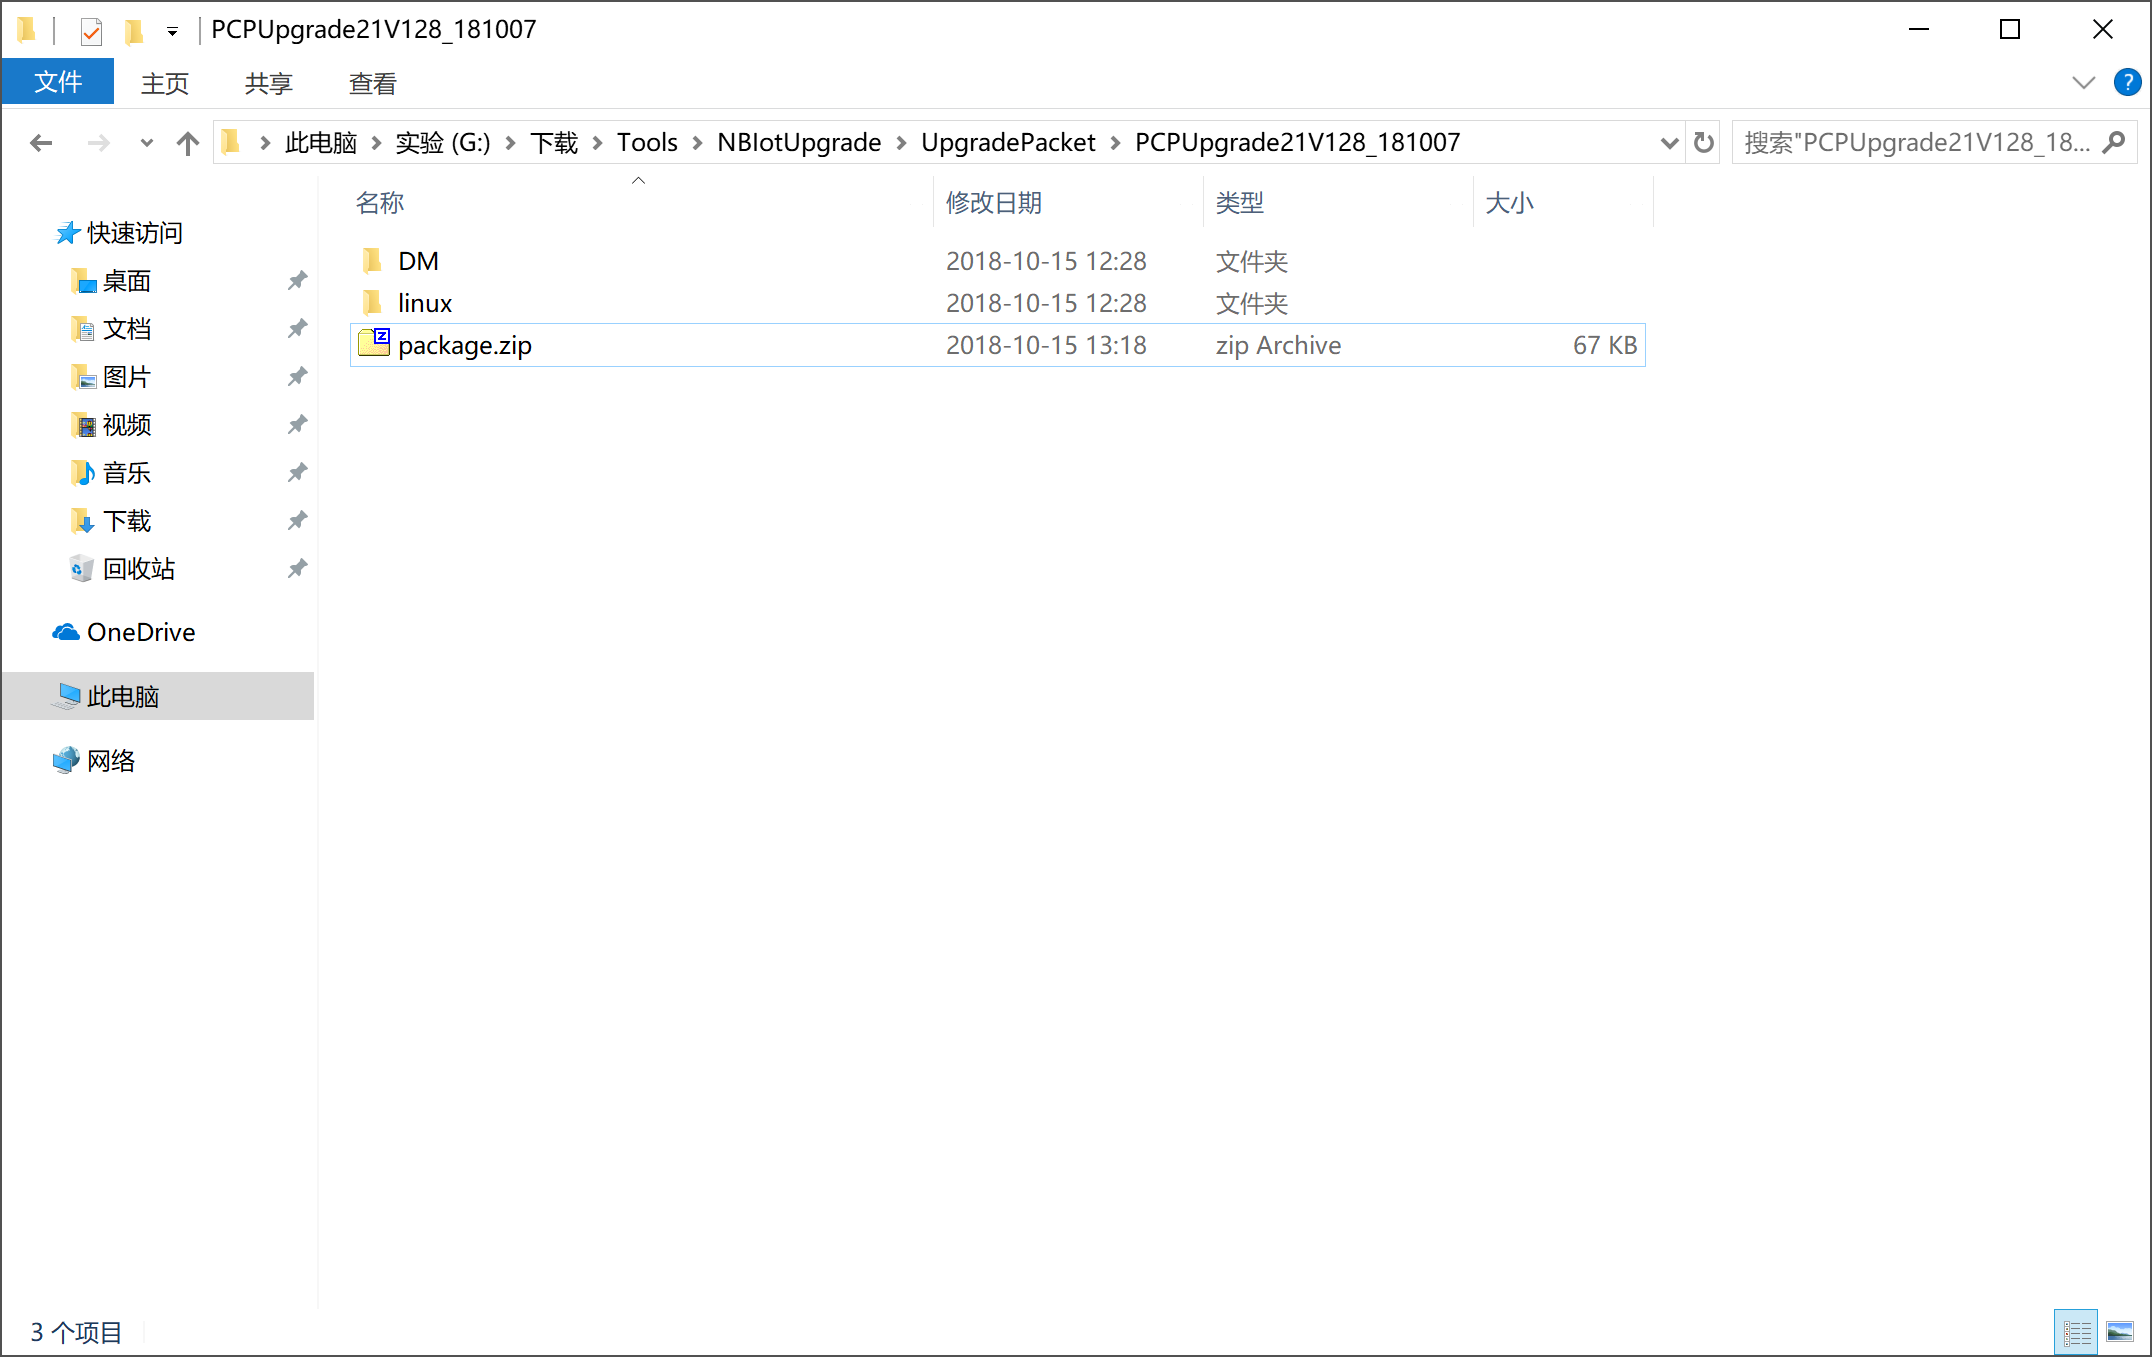 PCPUpgrade21V128_181007
文件 主页 共享 查看 ?
此电脑 实验 (G:) 下载 Tools NBIotUpgrade UpgradePacket PCPUpgrade21V128_181007 搜索"PCPUpgrade21V128_18...
名称 修改日期 类型 大小
快速访问
桌面
文档
图片
视频
音乐
下载
回收站
OneDrive
此电脑
网络
DM 2018-10-15 12:28 文件夹
linux 2018-10-15 12:28 文件夹
package.zip 2018-10-15 13:18 zip Archive 67 KB
3 个项目